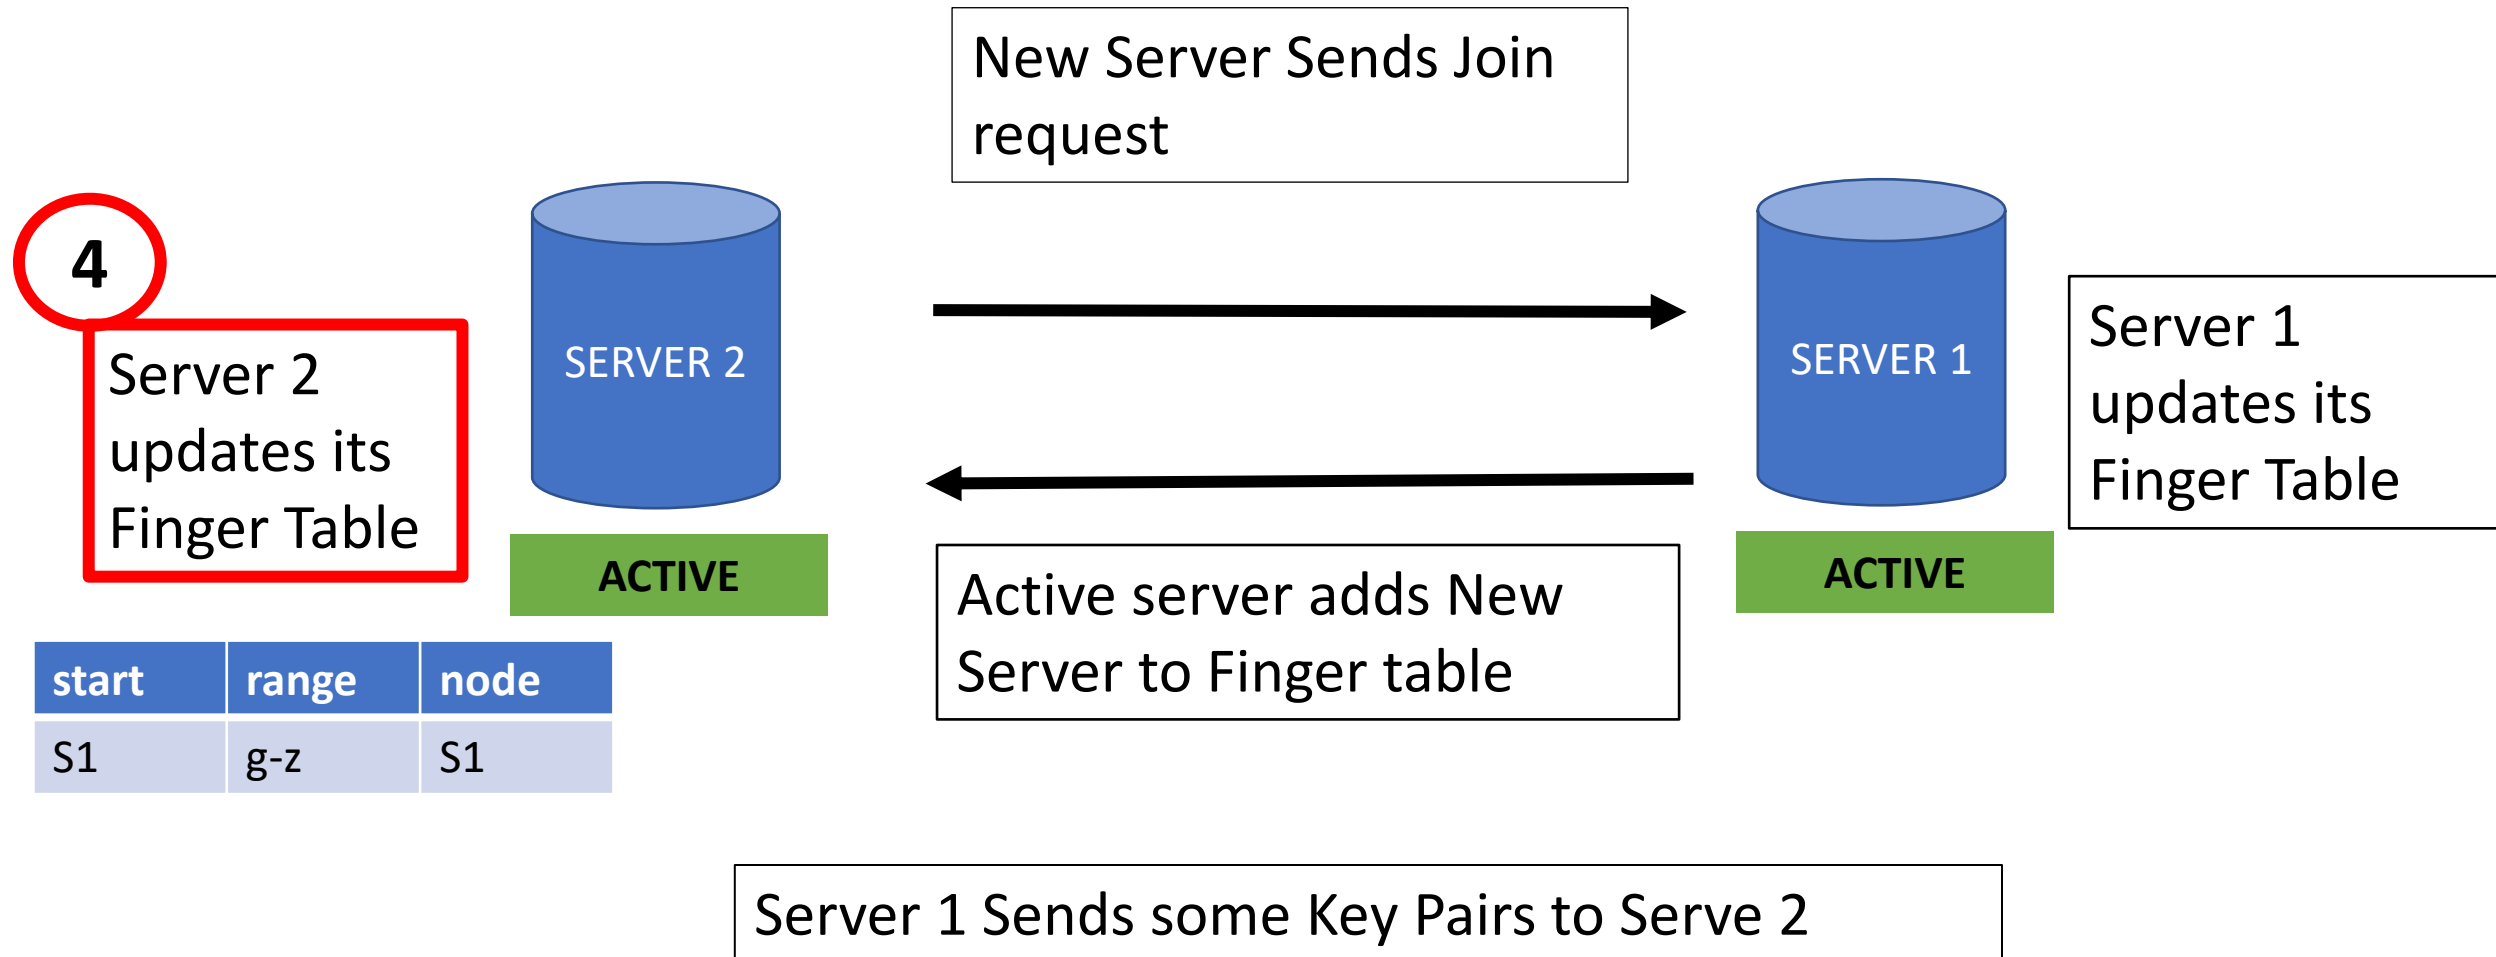 New Server Sends Join
request
4
Server 2
updates its
Finger Table
SERVER 2
SERVER 1
Server 1
updates its
Finger Table
ACTIVE
ACTIVE
Active server adds New
Server to Finger table
start range node
S1 g-z S1
Server 1 Sends some Key Pairs to Serve 2